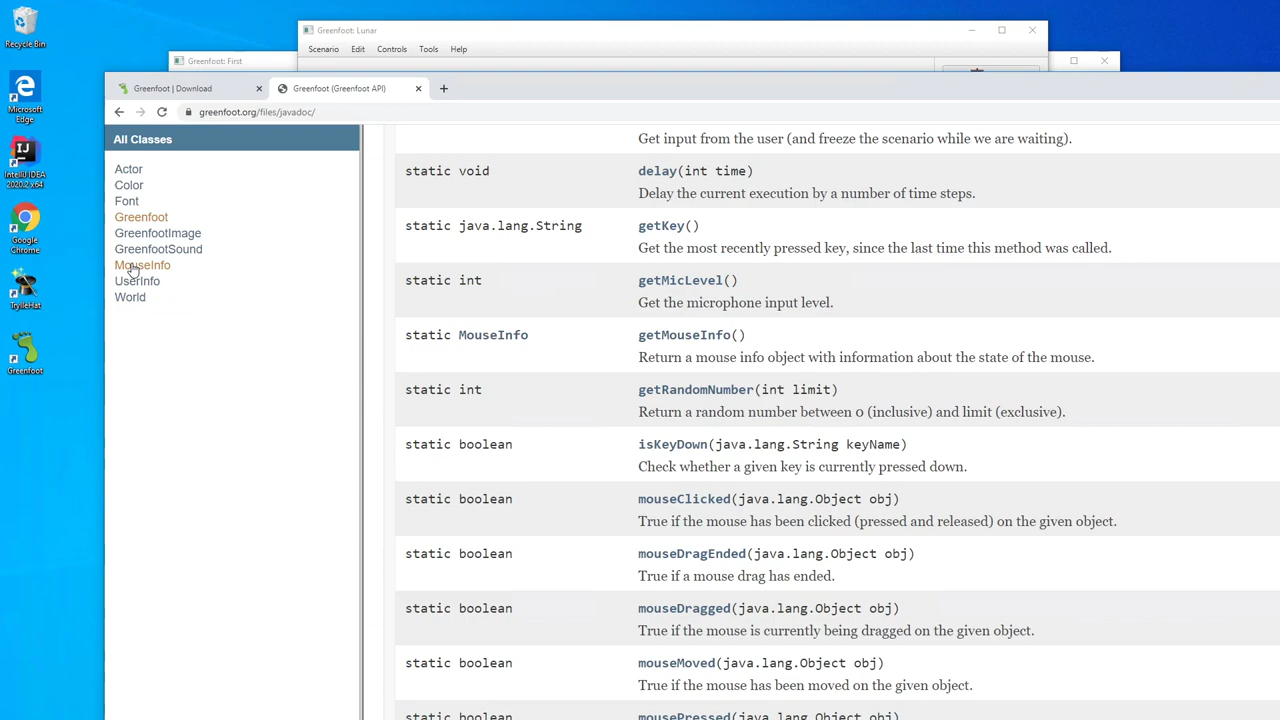 Recycle Bin
Microsoft
Edge
IntelliJ IDEA
2020.2 x64
Google
Chrome
Greenfoot
Greenfoot: Lunar
Scenario Edit Controls Tools Help
Greenfoot: First
Greenfoot | Download
Greenfoot (Greenfoot API)
greenfoot.org/files/javadoc/
All Classes
Actor
Color
Font
Greenfoot
GreenfootImage
GreenfootSound
MouseInfo
UserInfo
World
Get input from the user (and freeze the scenario while we are waiting).
static void delay(int time)
Delay the current execution by a number of time steps.
static java.lang.String getKey()
Get the most recently pressed key, since the last time this method was called.
static int getMicLevel()
Get the microphone input level.
static MouseInfo getMouseInfo()
Return a mouse info object with information about the state of the mouse.
static int getRandomNumber(int limit)
Return a random number between 0 (inclusive) and limit (exclusive).
static boolean isKeyDown(java.lang.String keyName)
Check whether a given key is currently pressed down.
static boolean mouseClicked(java.lang.Object obj)
True if the mouse has been clicked (pressed and released) on the given object.
static boolean mouseDragEnded(java.lang.Object obj)
True if a mouse drag has ended.
static boolean mouseDragged(java.lang.Object obj)
True if the mouse is currently being dragged on the given object.
static boolean mouseMoved(java.lang.Object obj)
True if the mouse has been moved on the given object.
static boolean mousePressed(java.lang.Object obj)